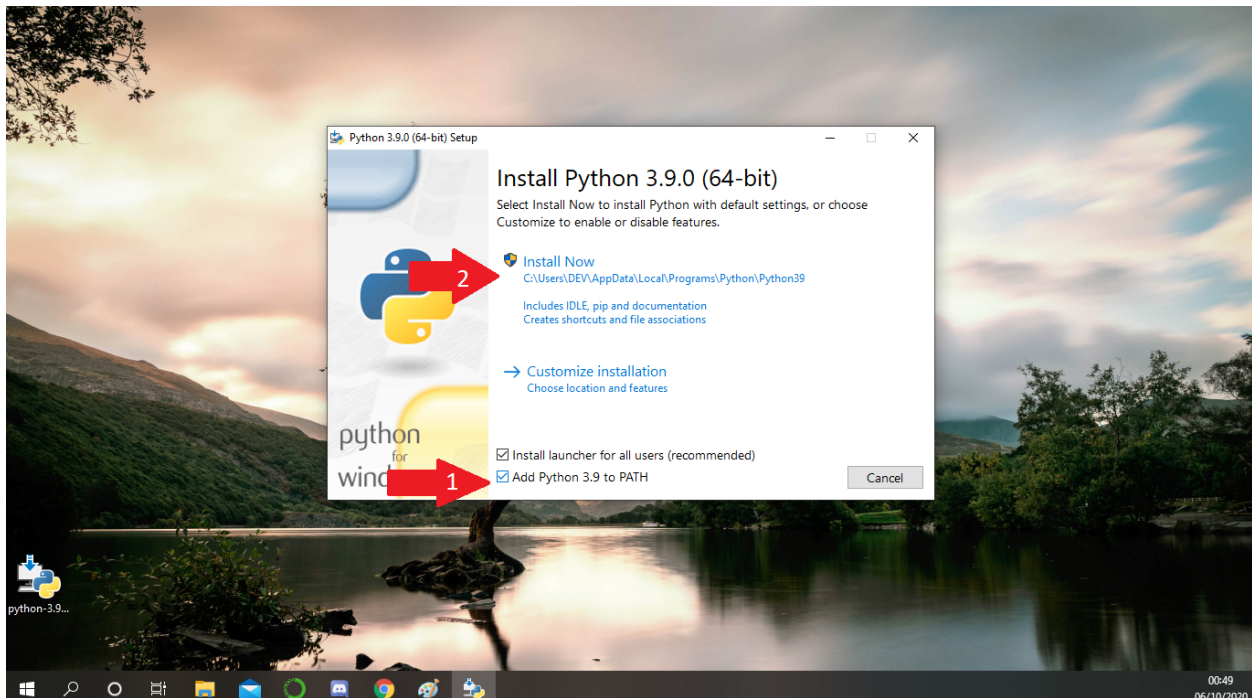 Python 3.9.0 (64-bit) Setup
Install Python 3.9.0 (64-bit)
Select Install Now to install Python with default settings, or choose
Customize to enable or disable features.
Install Now
2
C:\Users\DEV\AppData\Local\Programs\Python\Python39
Includes IDLE, pip and documentation
Creates shortcuts and file associations
Customize installation
Choose location and features
python
for
wind
Install launcher for all users (recommended)
1
Add Python 3.9 to PATH
Cancel
python-3.9...
00:49
06/10/2020